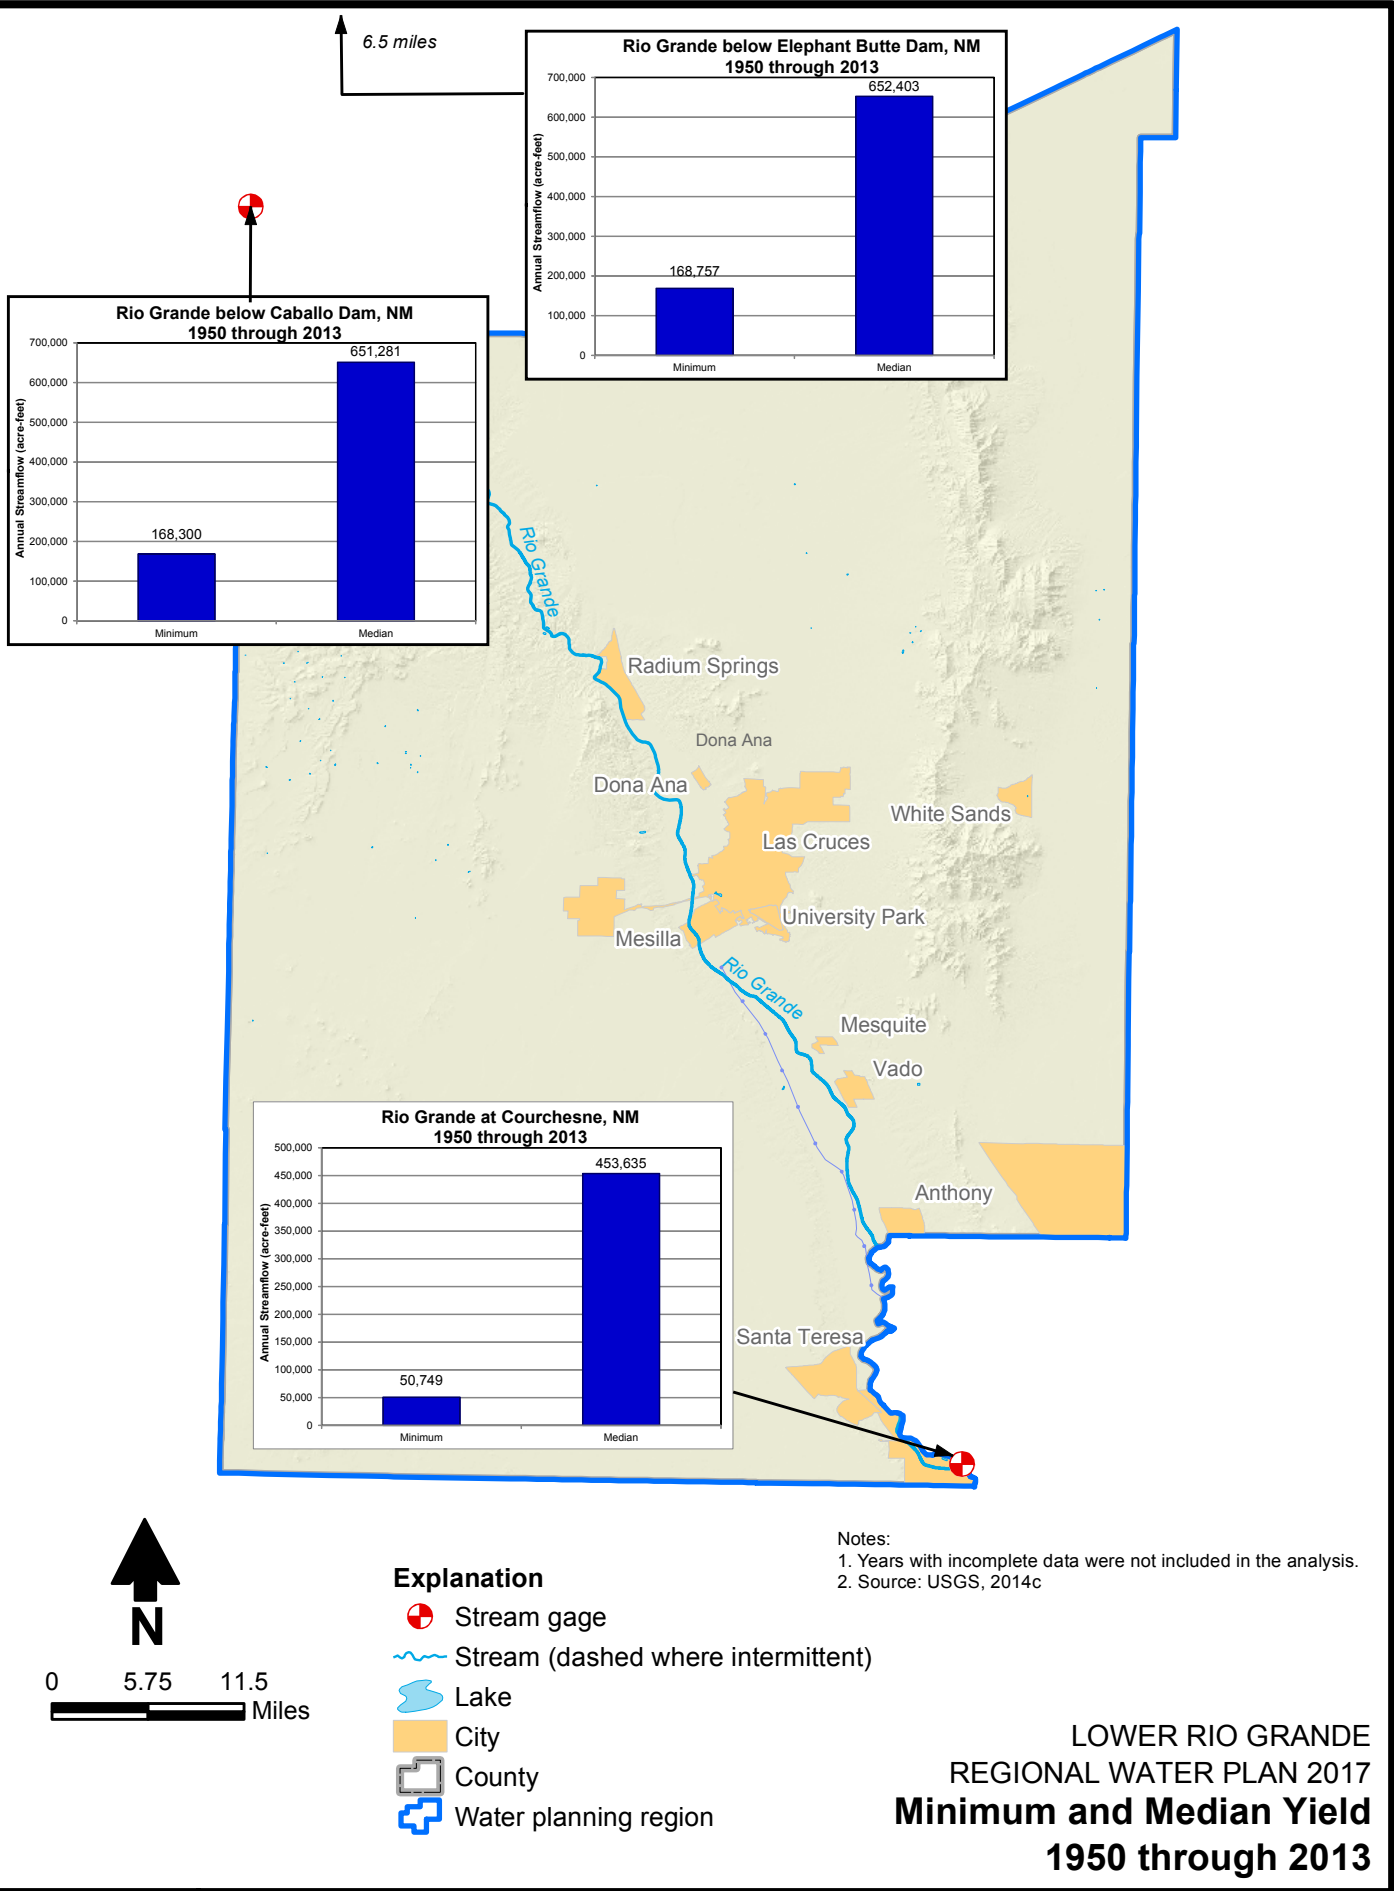 6.5 miles
Rio Grande below Elephant Butte Dam, NM
1950 through 2013
Annual Streamflow (acre-feet)
700,000
600,000
500,000
400,000
300,000
200,000
100,000
0
168,757
652,403
Minimum
Median
Rio Grande below Caballo Dam, NM
1950 through 2013
Annual Streamflow (acre-feet)
700,000
600,000
500,000
400,000
300,000
200,000
100,000
0
168,300
651,281
Minimum
Median
Rio Grande
Radium Springs
Dona Ana
Dona Ana
White Sands
Las Cruces
University Park
Mesilla
Rio Grande
Mesquite
Vado
Anthony
Santa Teresa
Rio Grande at Courchesne, NM
1950 through 2013
Annual Streamflow (acre-feet)
500,000
450,000
400,000
350,000
300,000
250,000
200,000
150,000
100,000
50,000
0
50,749
453,635
Minimum
Median
N
0 5.75 11.5
Miles
Explanation
Stream gage
Stream (dashed where intermittent)
Lake
City
County
Water planning region
Notes:
1. Years with incomplete data were not included in the analysis.
2. Source: USGS, 2014c
LOWER RIO GRANDE
REGIONAL WATER PLAN 2017
Minimum and Median Yield
1950 through 2013